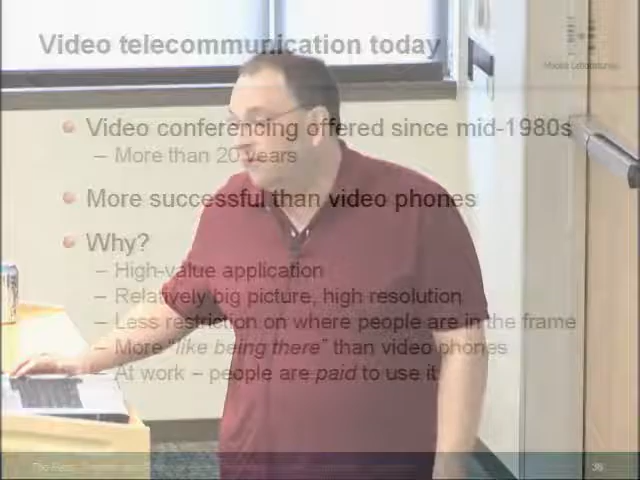 Video telecommunication today
Video conferencing offered since mid-1980s
– More than 20 years
More successful than video phones
Why?
– High-value application
– Relatively big picture, high resolution
– Less restriction on where people are in the frame
– More “like being there” than video phones
– At work – people are paid to use it
36